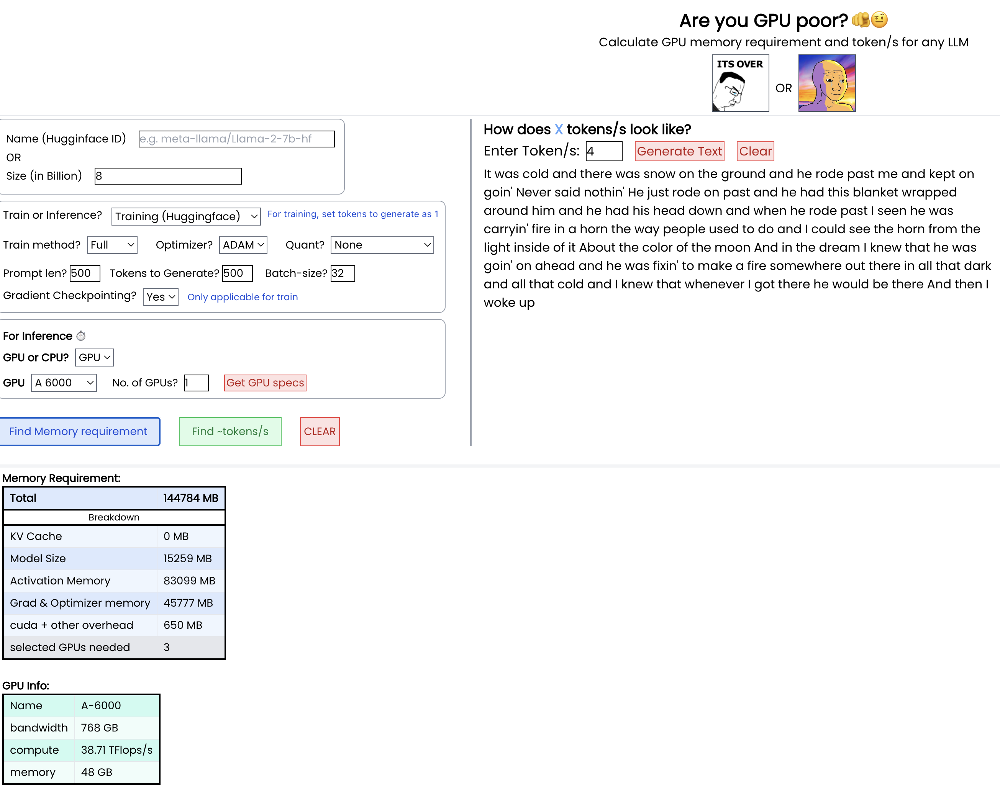 Are you GPU poor? 🫵🤨
Calculate GPU memory requirement and token/s for any LLM
ITS OVER
OR
Name (Hugginface ID) e.g. meta-llama/Llama-2-7b-hf
OR
Size (in Billion) 8
Train or Inference? Training (Huggingface) For training, set tokens to generate as 1
Train method? Full Optimizer? ADAM Quant? None
Prompt len? 500 Tokens to Generate? 500 Batch-size? 32
Gradient Checkpointing? Yes Only applicable for train
For Inference ⏱️
GPU or CPU? GPU
GPU A 6000 No. of GPUs? 1 Get GPU specs
Find Memory requirement Find ~tokens/s CLEAR
How does X tokens/s look like?
Enter Token/s: 4 Generate Text Clear
It was cold and there was snow on the ground and he rode past me and kept on
goin' Never said nothin' He just rode on past and he had this blanket wrapped
around him and he had his head down and when he rode past I seen he was
carryin' fire in a horn the way people used to do and I could see the horn from the
light inside of it About the color of the moon And in the dream I knew that he was
goin' on ahead and he was fixin' to make a fire somewhere out there in all that dark
and all that cold and I knew that whenever I got there he would be there And then I
woke up
Memory Requirement:
Total 144784 MB
Breakdown
KV Cache 0 MB
Model Size 15259 MB
Activation Memory 83099 MB
Grad & Optimizer memory 45777 MB
cuda + other overhead 650 MB
selected GPUs needed 3
GPU Info:
Name A-6000
bandwidth 768 GB
compute 38.71 TFlops/s
memory 48 GB